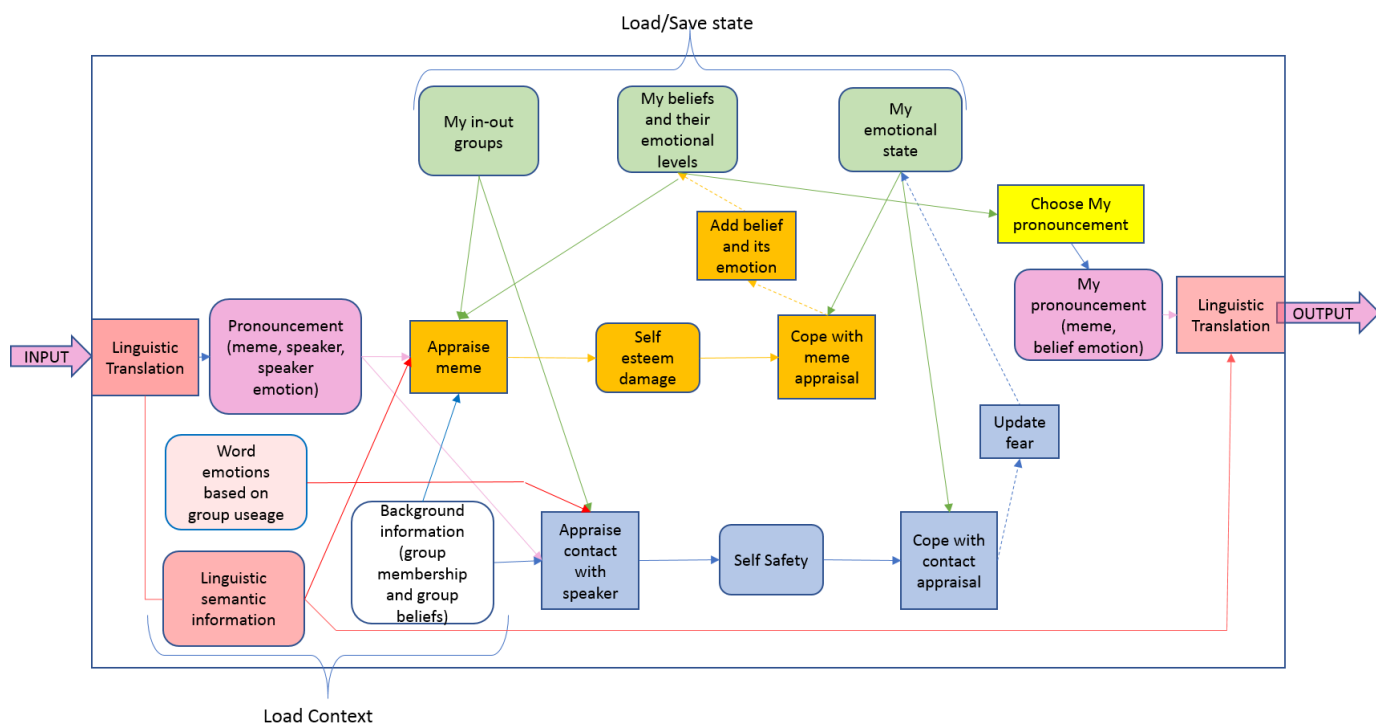 Load/Save state
My in-out
groups
My beliefs
and their
emotional
levels
My
emotional
state
Choose My
pronouncement
Add belief
and its
emotion
My
pronouncement
(meme,
belief emotion)
Linguistic
Translation
OUTPUT
INPUT
Linguistic
Translation
Pronouncement
(meme, speaker,
speaker
emotion)
Appraise
meme
Self
esteem
damage
Cope with
meme
appraisal
Update
fear
Word
emotions
based on
group useage
Background
information
(group
membership
and group
beliefs)
Appraise
contact
with
speaker
Self Safety
Cope with
contact
appraisal
Linguistic
semantic
information
Load Context